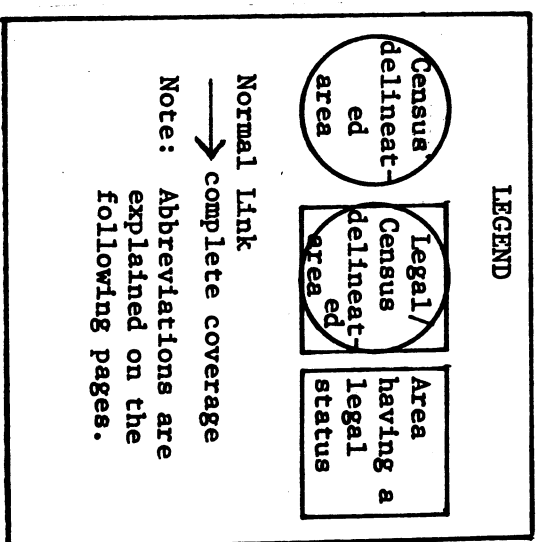 LEGEND
Census
delineat-
ed
area
Legal/
Census
delineat-
ed
area
Area
having a
legal
status
Normal Link
complete coverage
Note: Abbreviations are
explained on the
following pages.